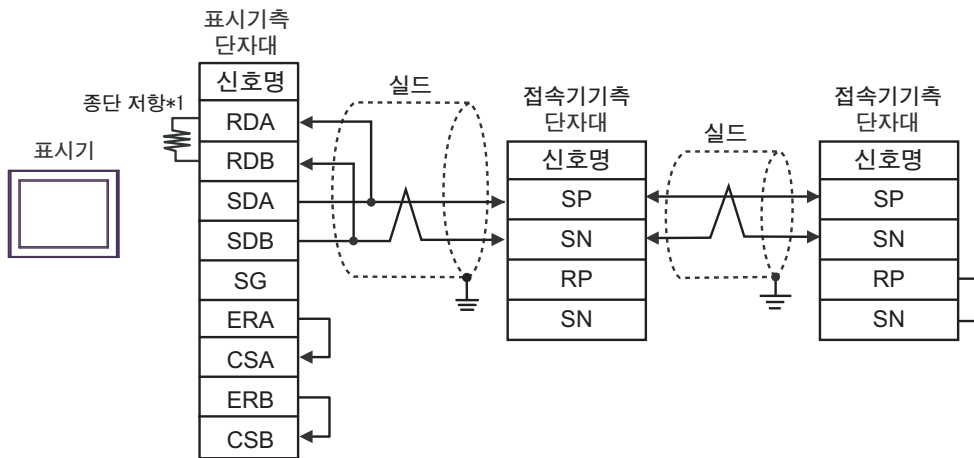 표시기측
단자대
신호명
RDA
RDB
SDA
SDB
SG
ERA
CSA
ERB
CSB
종단 저항*1
표시기
실드
접속기기측
단자대
신호명
SP
SN
RP
SN
실드
접속기기측
단자대
신호명
SP
SN
RP
SN